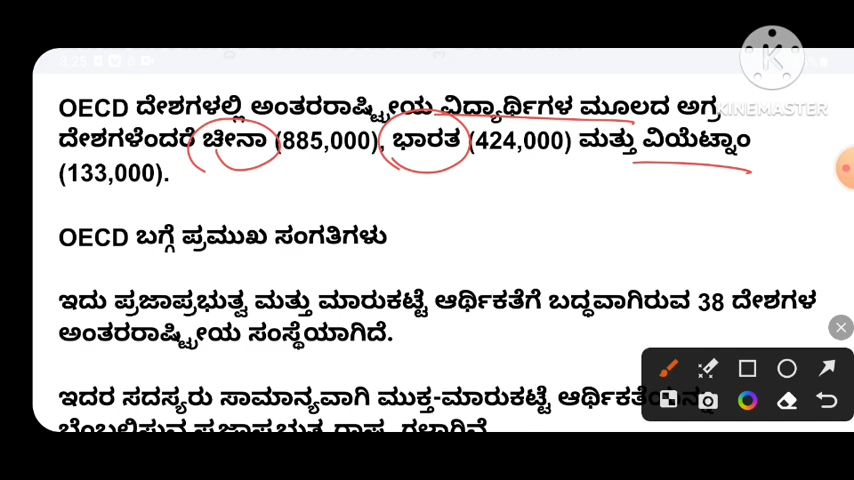 8:25
OECD ದೇಶಗಳಲ್ಲಿ ಅಂತರರಾಷ್ಟ್ರೀಯ ವಿದ್ಯಾರ್ಥಿಗಳ ಮೂಲದ ಅಗ್ರ
KINEMASTER
ದೇಶಗಳೆಂದರೆ ಚೀನಾ (885,000), ಭಾರತ (424,000) ಮತ್ತು ವಿಯೆಟ್ನಾಂ
(133,000).
OECD ಬಗ್ಗೆ ಪ್ರಮುಖ ಸಂಗತಿಗಳು
ಇದು ಪ್ರಜಾಪ್ರಭುತ್ವ ಮತ್ತು ಮಾರುಕಟ್ಟೆ ಆರ್ಥಿಕತೆಗೆ ಬದ್ಧವಾಗಿರುವ 38 ದೇಶಗಳ
ಅಂತರರಾಷ್ಟ್ರೀಯ ಸಂಸ್ಥೆಯಾಗಿದೆ.
ಇದರ ಸದಸ್ಯರು ಸಾಮಾನ್ಯವಾಗಿ ಮುಕ್ತ-ಮಾರುಕಟ್ಟೆ